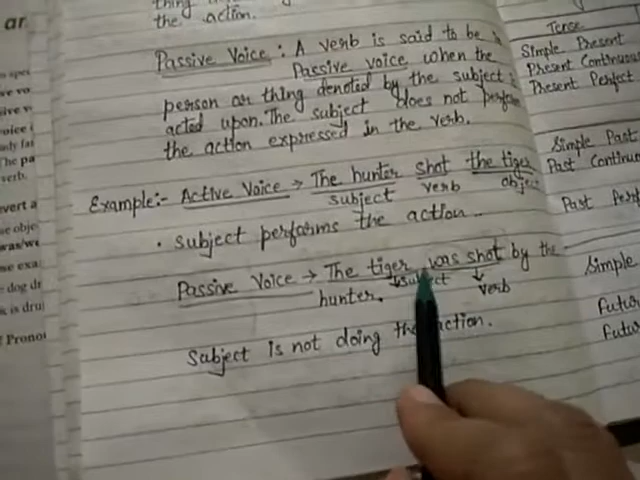 the action.
Passive Voice : A verb is said to be
Passive voice when the
person or thing denoted by the subject
acted upon. The subject does not perform
the action expressed in the verb.
Example:- Active Voice → The hunter shot the tiger
subject verb object
• subject performs the action.
Passive Voice → The tiger was shot by the
subject verb
hunter.
Subject is not doing the action.
Tense
Simple Present
Present Continuous
Present Perfect
Simple Past
Past Continu
Past Perf
Simple
Futur
Futur